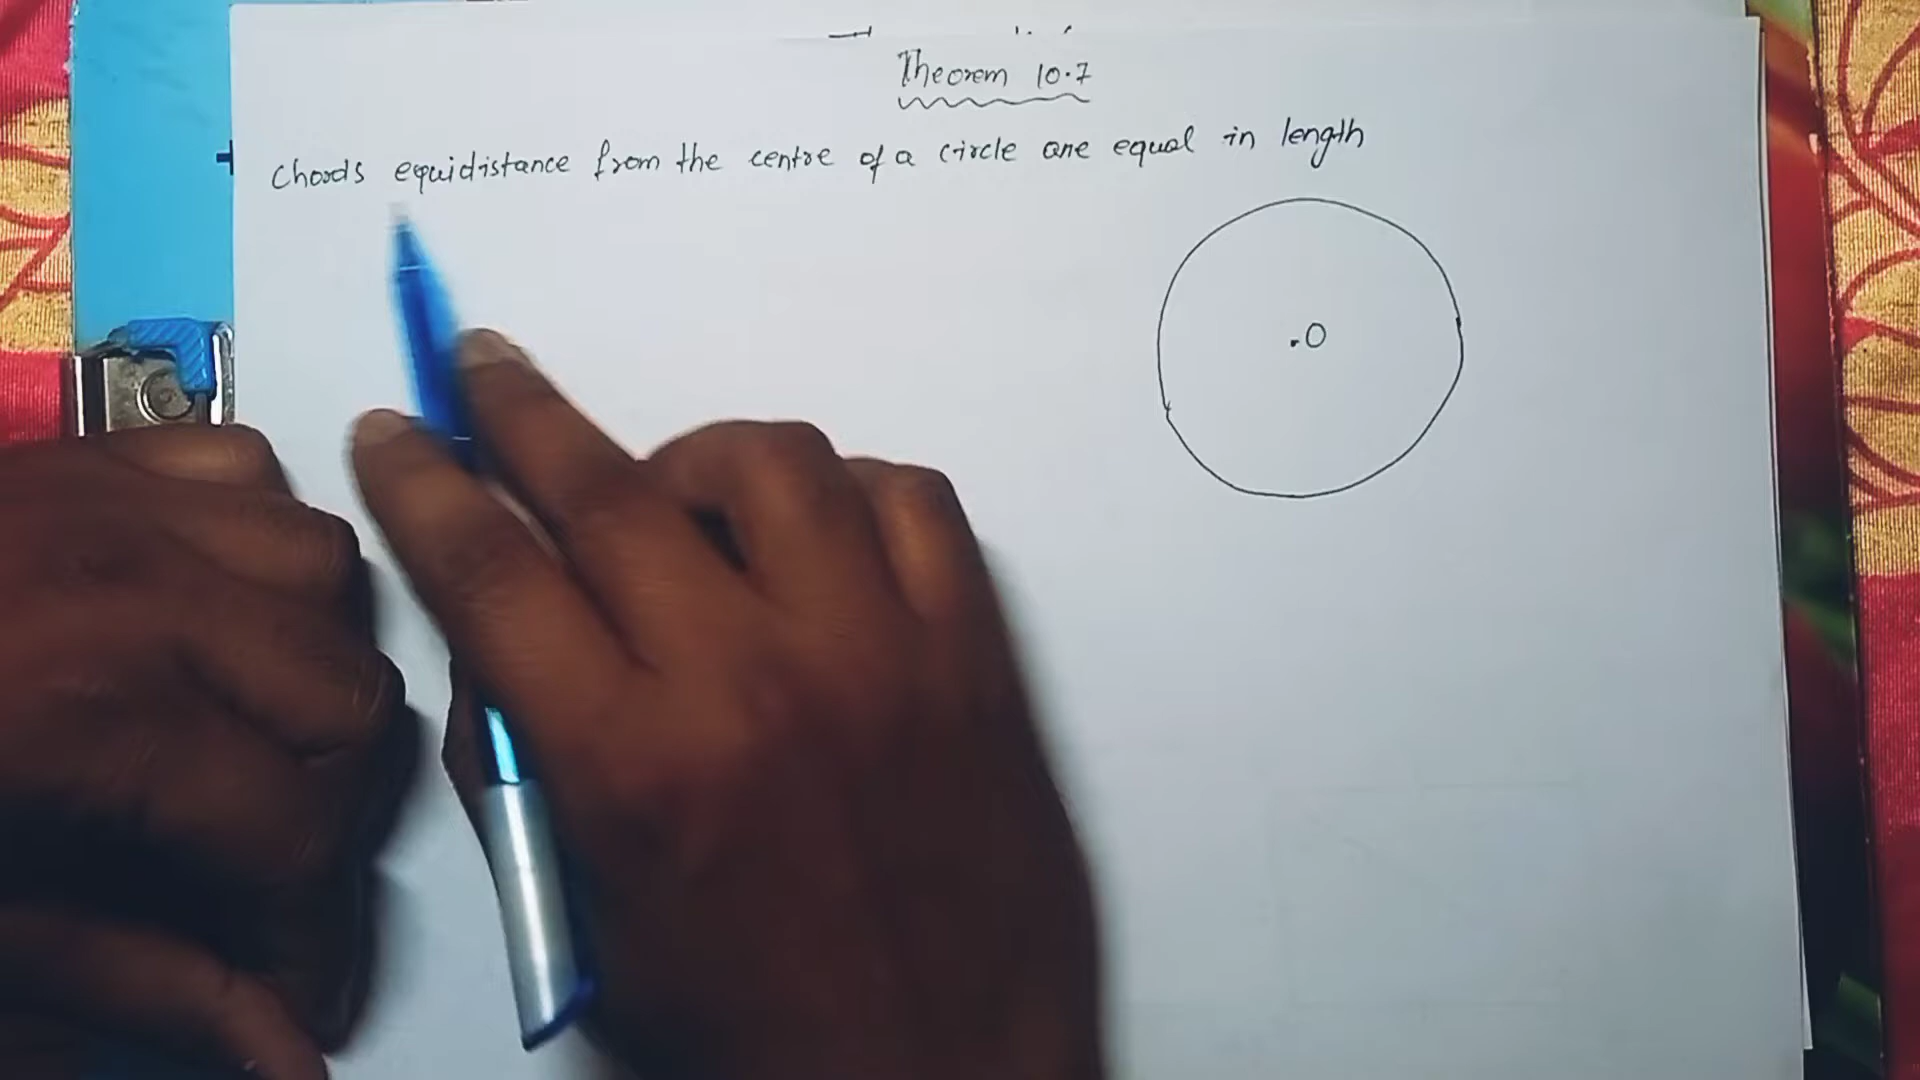 Theorem 10.7
Chords equidistance from the centre of a circle are equal in length
.O